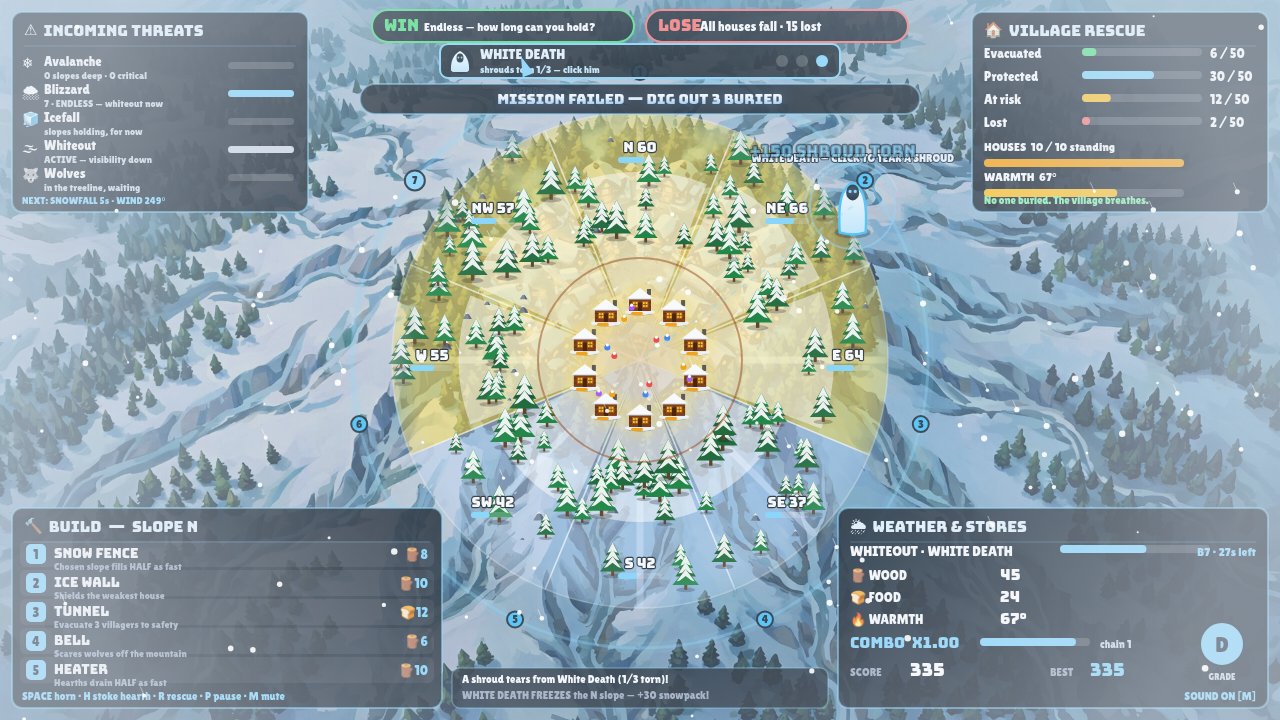 WIN Endless — how long can you hold?
LOSE All houses fall · 15 lost
WHITE DEATH
1/3 — click him
MISSION FAILED — DIG OUT 3 BURIED
⚠ INCOMING THREATS
Avalanche
0 slopes deep · 0 critical
Blizzard
7 · ENDLESS — whiteout now
Icefall
slopes holding, for now
Whiteout
ACTIVE — visibility down
Wolves
in the treeline, waiting
NEXT: SNOWFALL 5s · WIND 249°
VILLAGE RESCUE
Evacuated 6 / 50
Protected 30 / 50
At risk 12 / 50
Lost 2 / 50
HOUSES 10 / 10 standing
WARMTH 67°
No one buried. The village breathes.
+150 SHROUD TORN
WHITE DEATH — CLICK TO TEAR A SHROUD
1
2
3
4
5
6
7
N 60
NW 57
NE 66
W 55
E 64
SW 42
SE 37
S 42
BUILD — SLOPE N
1 SNOW FENCE 8
Chosen slope fills HALF as fast
2 ICE WALL 10
Shields the weakest house
3 TUNNEL 12
Evacuate 3 villagers to safety
4 BELL 6
Scares wolves off the mountain
5 HEATER 10
Hearths drain HALF as fast
SPACE horn · H stoke hearth · R rescue · P pause · M mute
A shroud tears from White Death (1/3 torn)!
WHITE DEATH FREEZES the N slope — +30 snowpack!
WEATHER & STORES
WHITEOUT · WHITE DEATH B7 · 27s left
WOOD 45
FOOD 24
WARMTH 67°
COMBO X1.00 chain 1
SCORE 335 BEST 335
D
GRADE
SOUND ON [M]